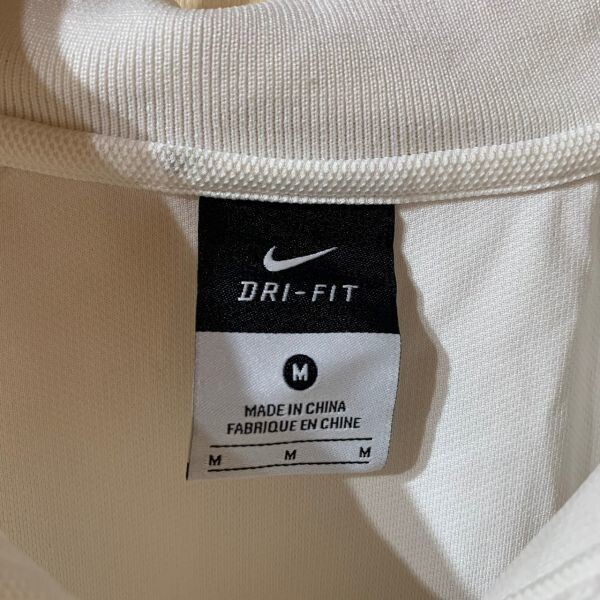 DRI-FIT
M
MADE IN CHINA
FABRIQUE EN CHINE
M M M